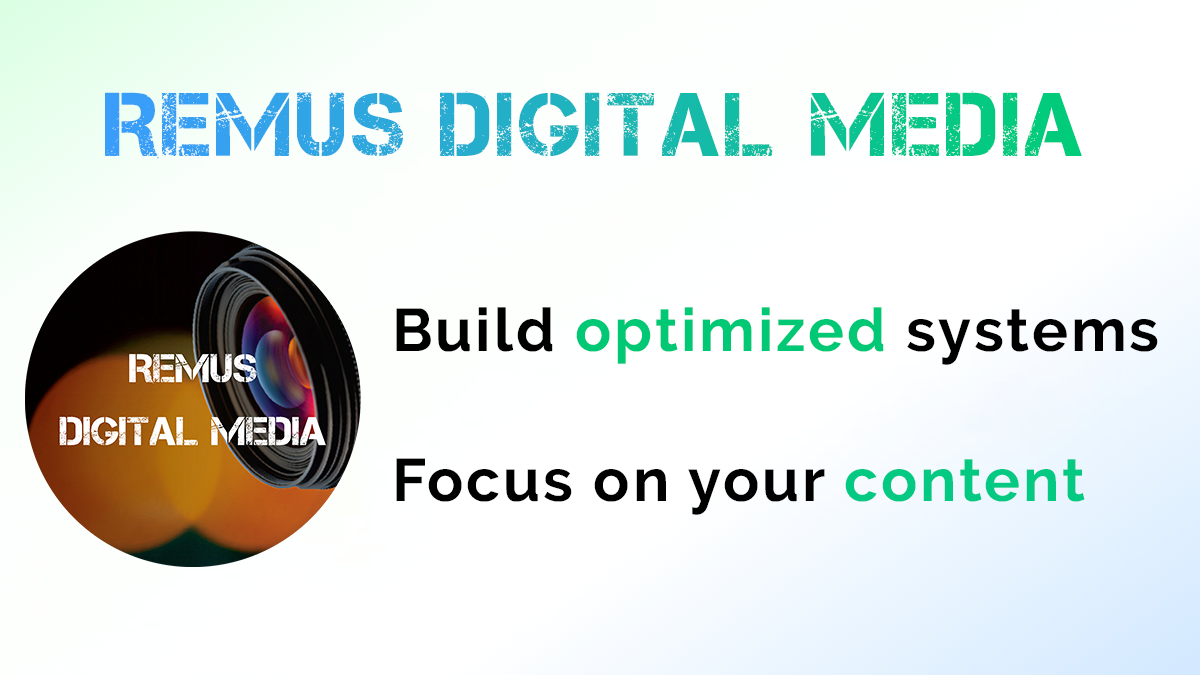 REMUS DIGITAL MEDIA
REMUS
DIGITAL MEDIA
Build optimized systems
Focus on your content